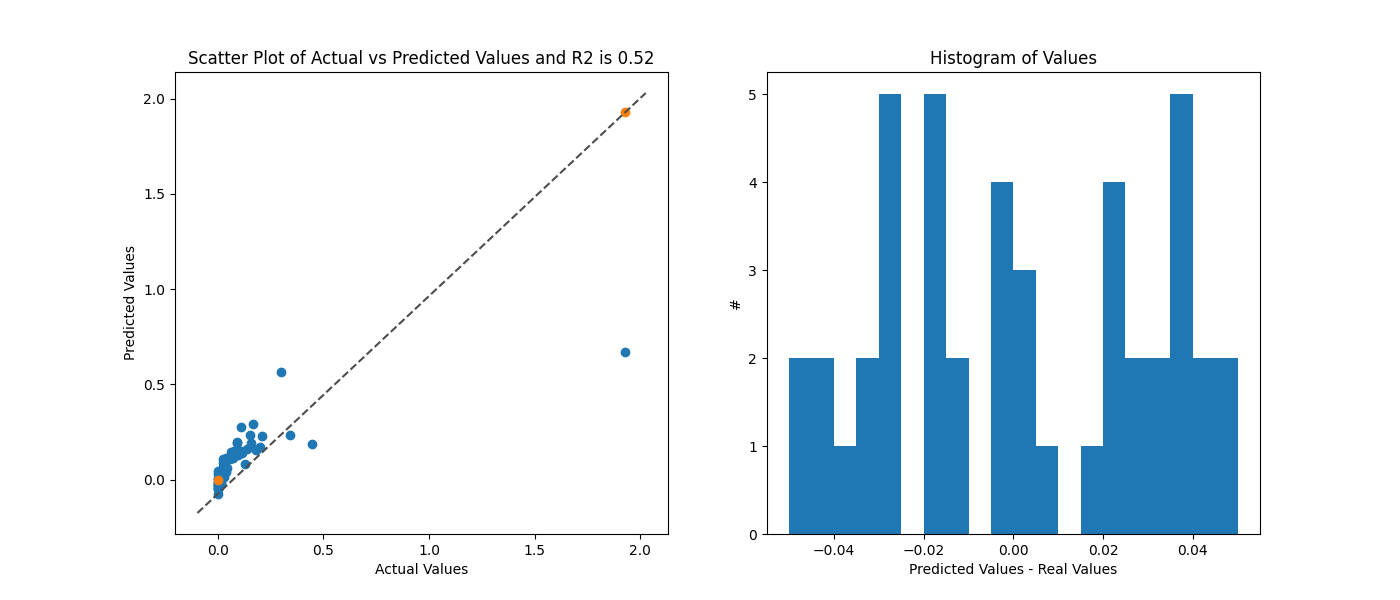 Scatter Plot of Actual vs Predicted Values and R2 is 0.52
2.0
1.5
1.0
0.5
0.0
Predicted Values
0.0 0.5 1.0 1.5 2.0
Actual Values
Histogram of Values
5
4
3
2
1
0
#
−0.04 −0.02 0.00 0.02 0.04
Predicted Values - Real Values